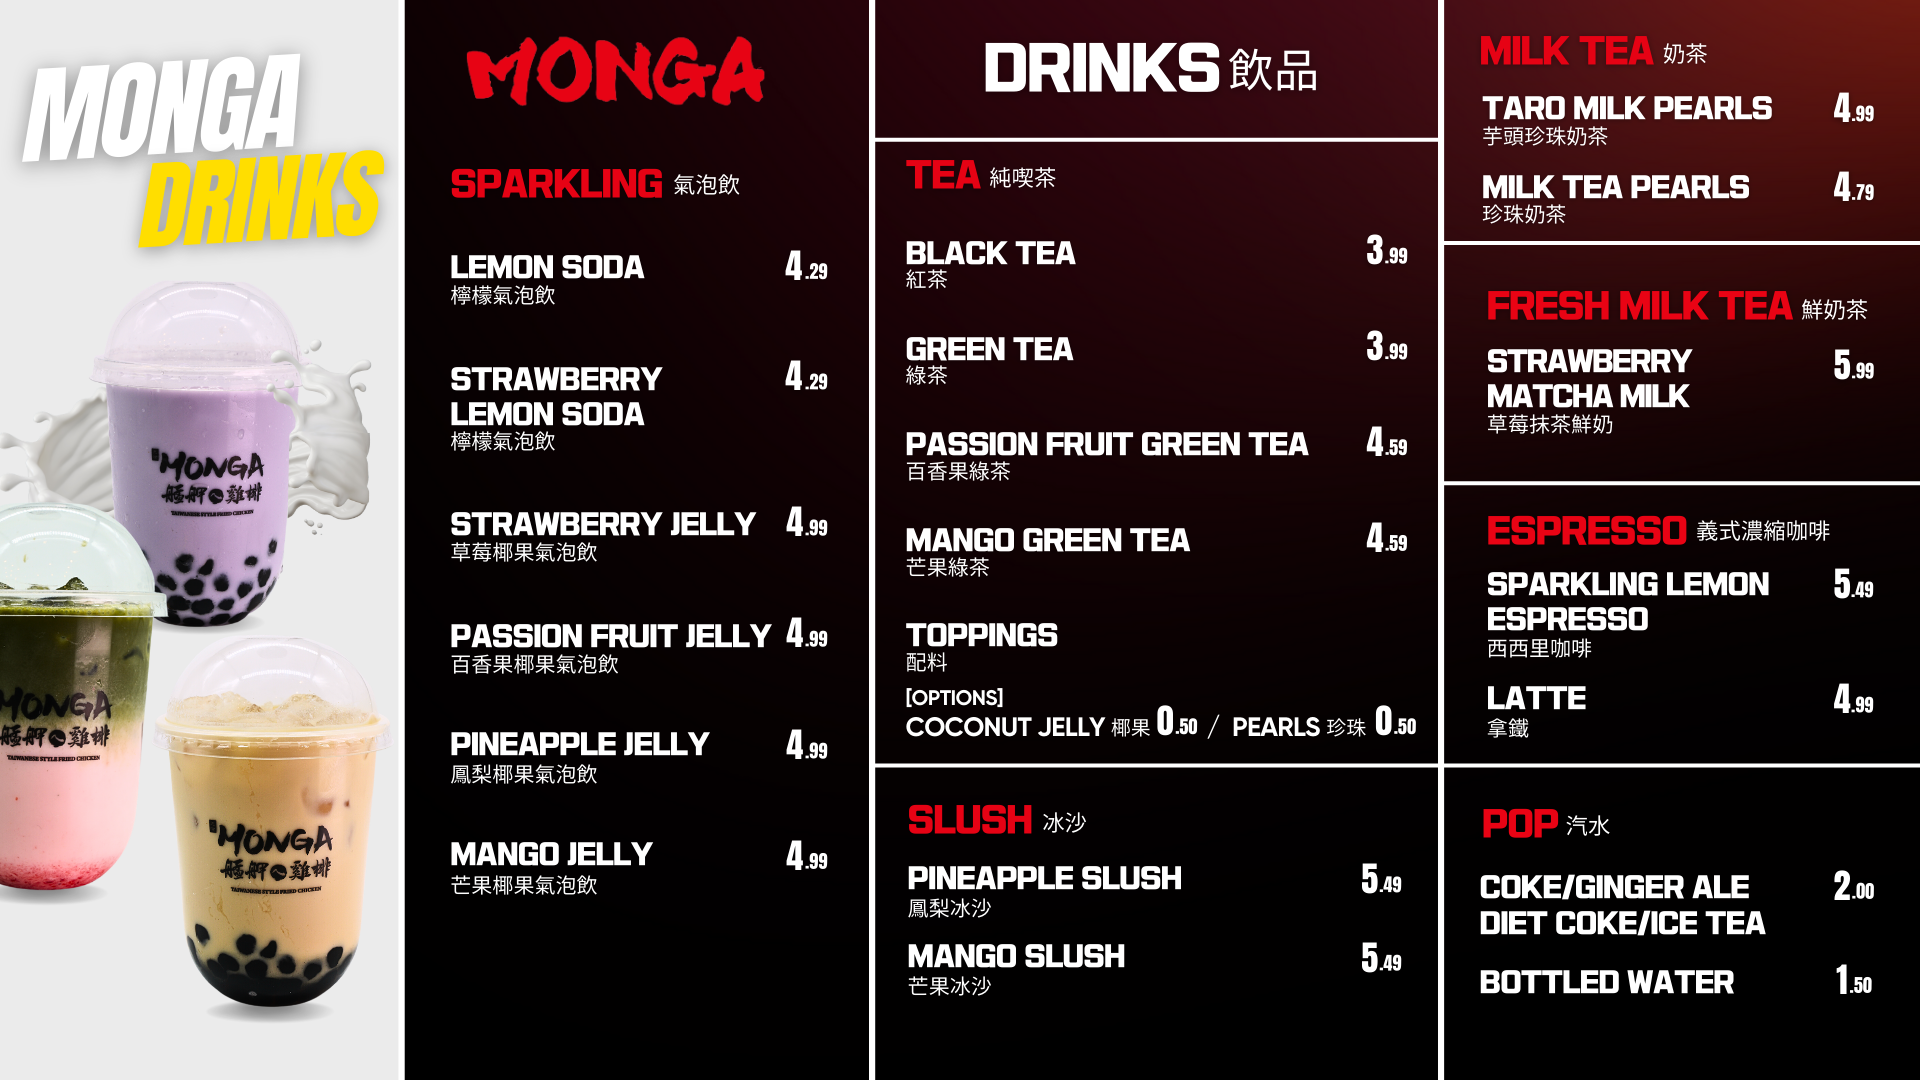 MONGA
DRINKS
MONGA
艋舺雞排
TAIWANESE STYLE FRIED CHICKEN
MONGA
艋舺雞排
TAIWANESE STYLE FRIED CHICKEN
MONGA
艋舺雞排
TAIWANESE STYLE FRIED CHICKEN
MONGA
SPARKLING 氣泡飲
LEMON SODA 4.29
檸檬氣泡飲
STRAWBERRY 4.29
LEMON SODA
檸檬氣泡飲
STRAWBERRY JELLY 4.99
草莓椰果氣泡飲
PASSION FRUIT JELLY 4.99
百香果椰果氣泡飲
PINEAPPLE JELLY 4.99
鳳梨椰果氣泡飲
MANGO JELLY 4.99
芒果椰果氣泡飲
DRINKS 飲品
TEA 純喫茶
BLACK TEA 3.99
紅茶
GREEN TEA 3.99
綠茶
PASSION FRUIT GREEN TEA 4.59
百香果綠茶
MANGO GREEN TEA 4.59
芒果綠茶
TOPPINGS
配料
[OPTIONS]
COCONUT JELLY 椰果 0.50 / PEARLS 珍珠 0.50
SLUSH 冰沙
PINEAPPLE SLUSH 5.49
鳳梨冰沙
MANGO SLUSH 5.49
芒果冰沙
MILK TEA 奶茶
TARO MILK PEARLS 4.99
芋頭珍珠奶茶
MILK TEA PEARLS 4.79
珍珠奶茶
FRESH MILK TEA 鮮奶茶
STRAWBERRY 5.99
MATCHA MILK
草莓抹茶鮮奶
ESPRESSO 義式濃縮咖啡
SPARKLING LEMON 5.49
ESPRESSO
西西里咖啡
LATTE 4.99
拿鐵
POP 汽水
COKE/GINGER ALE 2.00
DIET COKE/ICE TEA
BOTTLED WATER 1.50